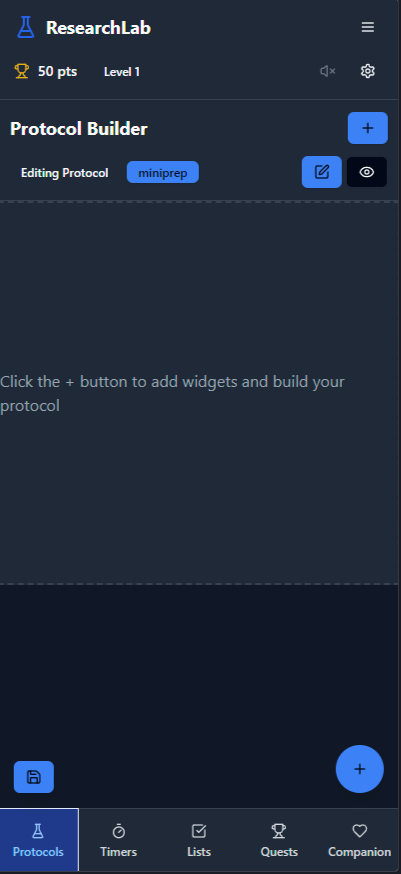 ResearchLab
50 pts Level 1
Protocol Builder
Editing Protocol miniprep
Click the + button to add widgets and build your
protocol
Protocols Timers Lists Quests Companion